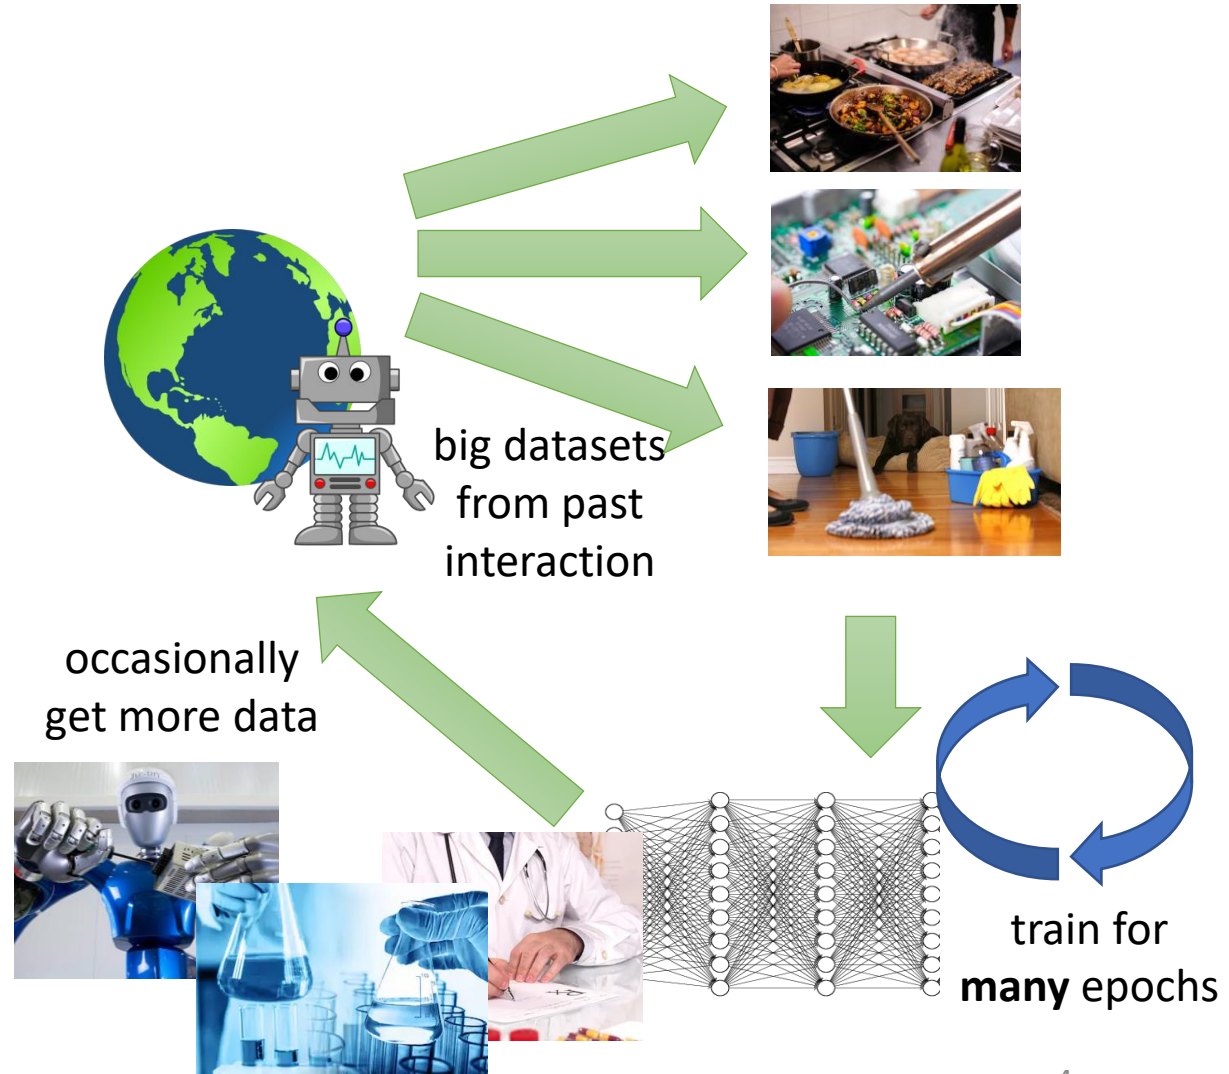 big datasets
from past
interaction
occasionally
get more data
train for
many epochs